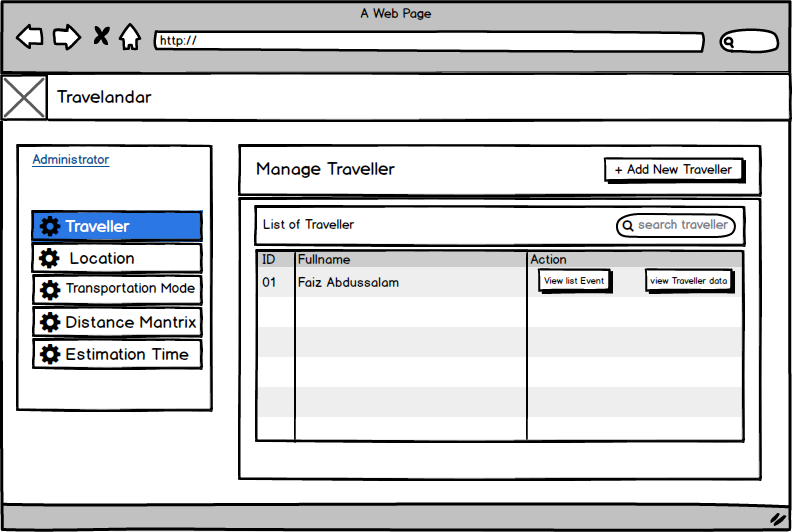 A Web Page
http://
Travelandar
Administrator
Traveller
Location
Transportation Mode
Distance Mantrix
Estimation Time
Manage Traveller
+ Add New Traveller
List of Traveller
search traveller
ID Fullname Action
01 Faiz Abdussalam View list Event view Traveller data